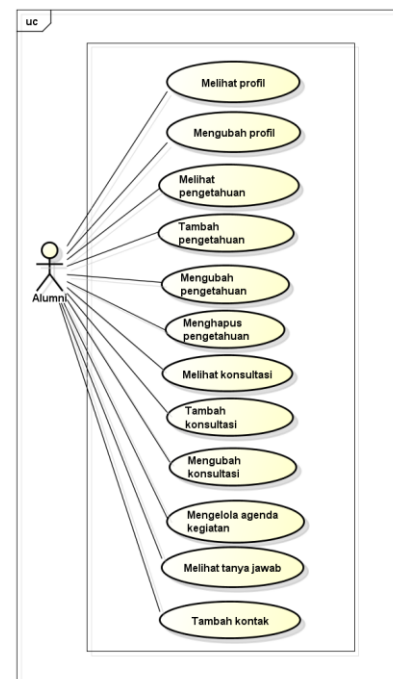 uc
Melihat profil
Mengubah profil
Melihat
pengetahuan
Tambah
pengetahuan
Alumni
Mengubah
pengetahuan
Menghapus
pengetahuan
Melihat konsultasi
Tambah
konsultasi
Mengubah
konsultasi
Mengelola agenda
kegiatan
Melihat tanya jawab
Tambah kontak